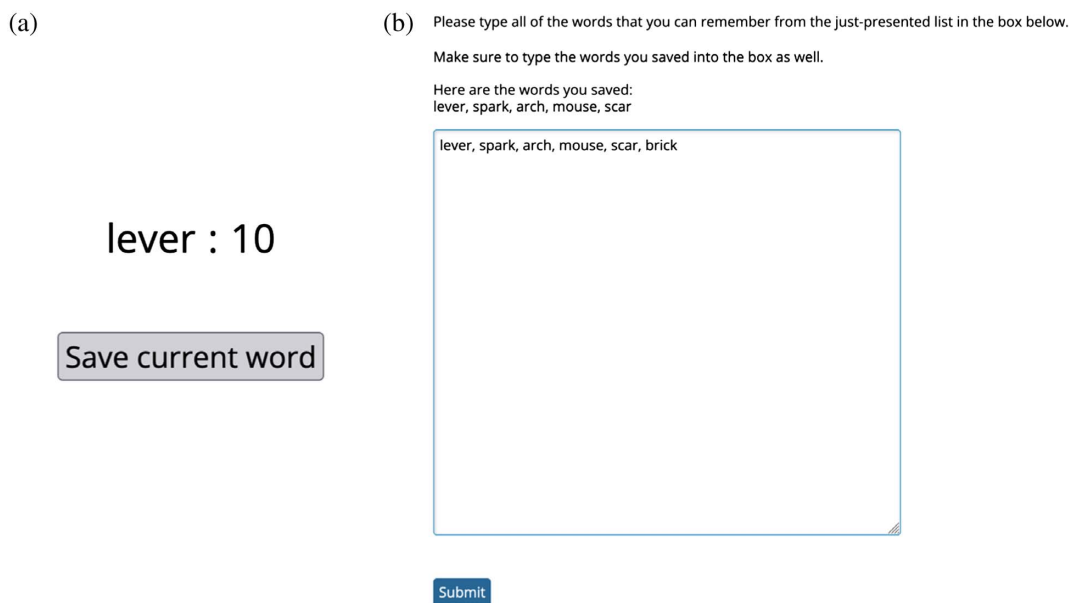 (a)
lever : 10
Save current word
(b)
Please type all of the words that you can remember from the just-presented list in the box below.
Make sure to type the words you saved into the box as well.
Here are the words you saved:
lever, spark, arch, mouse, scar
lever, spark, arch, mouse, scar, brick
Submit